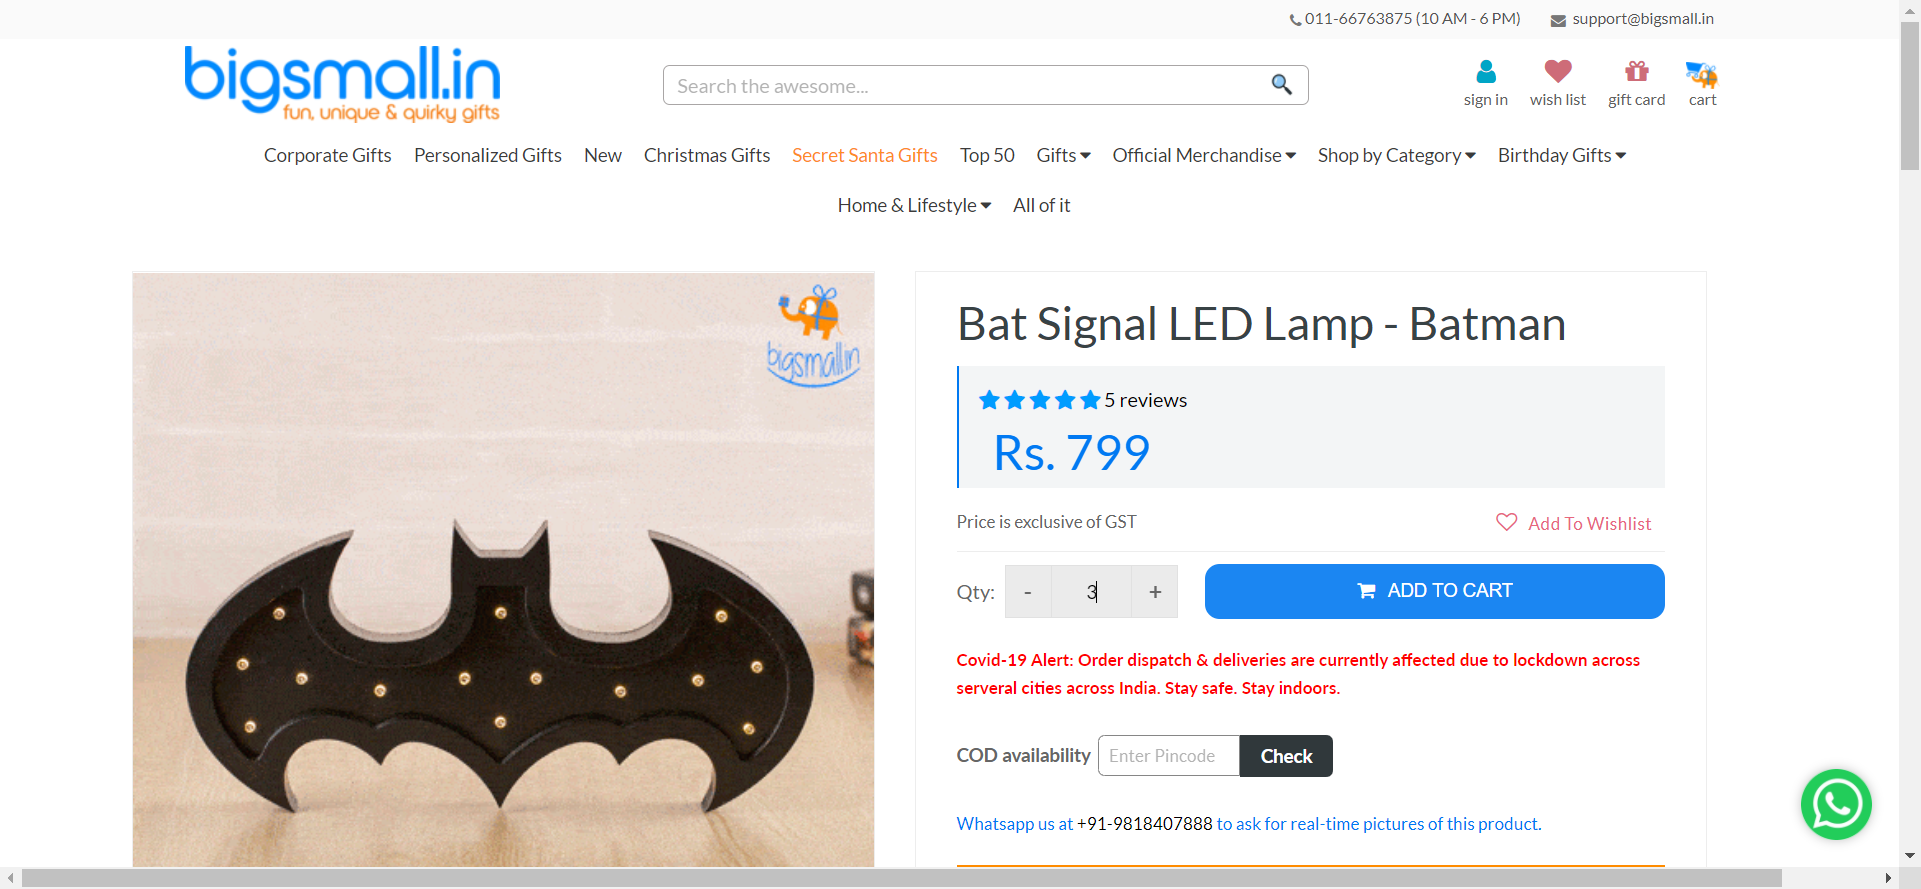 011-66763875 (10 AM - 6 PM) support@bigsmall.in
bigsmall.in
fun, unique & quirky gifts
Search the awesome...
sign in wish list gift card cart
Corporate Gifts Personalized Gifts New Christmas Gifts Secret Santa Gifts Top 50 Gifts Official Merchandise Shop by Category Birthday Gifts
Home & Lifestyle All of it
bigsmall.in
Bat Signal LED Lamp - Batman
5 reviews
Rs. 799
Price is exclusive of GST
Add To Wishlist
Qty: - 3 + ADD TO CART
Covid-19 Alert: Order dispatch & deliveries are currently affected due to lockdown across
serveral cities across India. Stay safe. Stay indoors.
COD availability Enter Pincode Check
Whatsapp us at +91-9818407888 to ask for real-time pictures of this product.